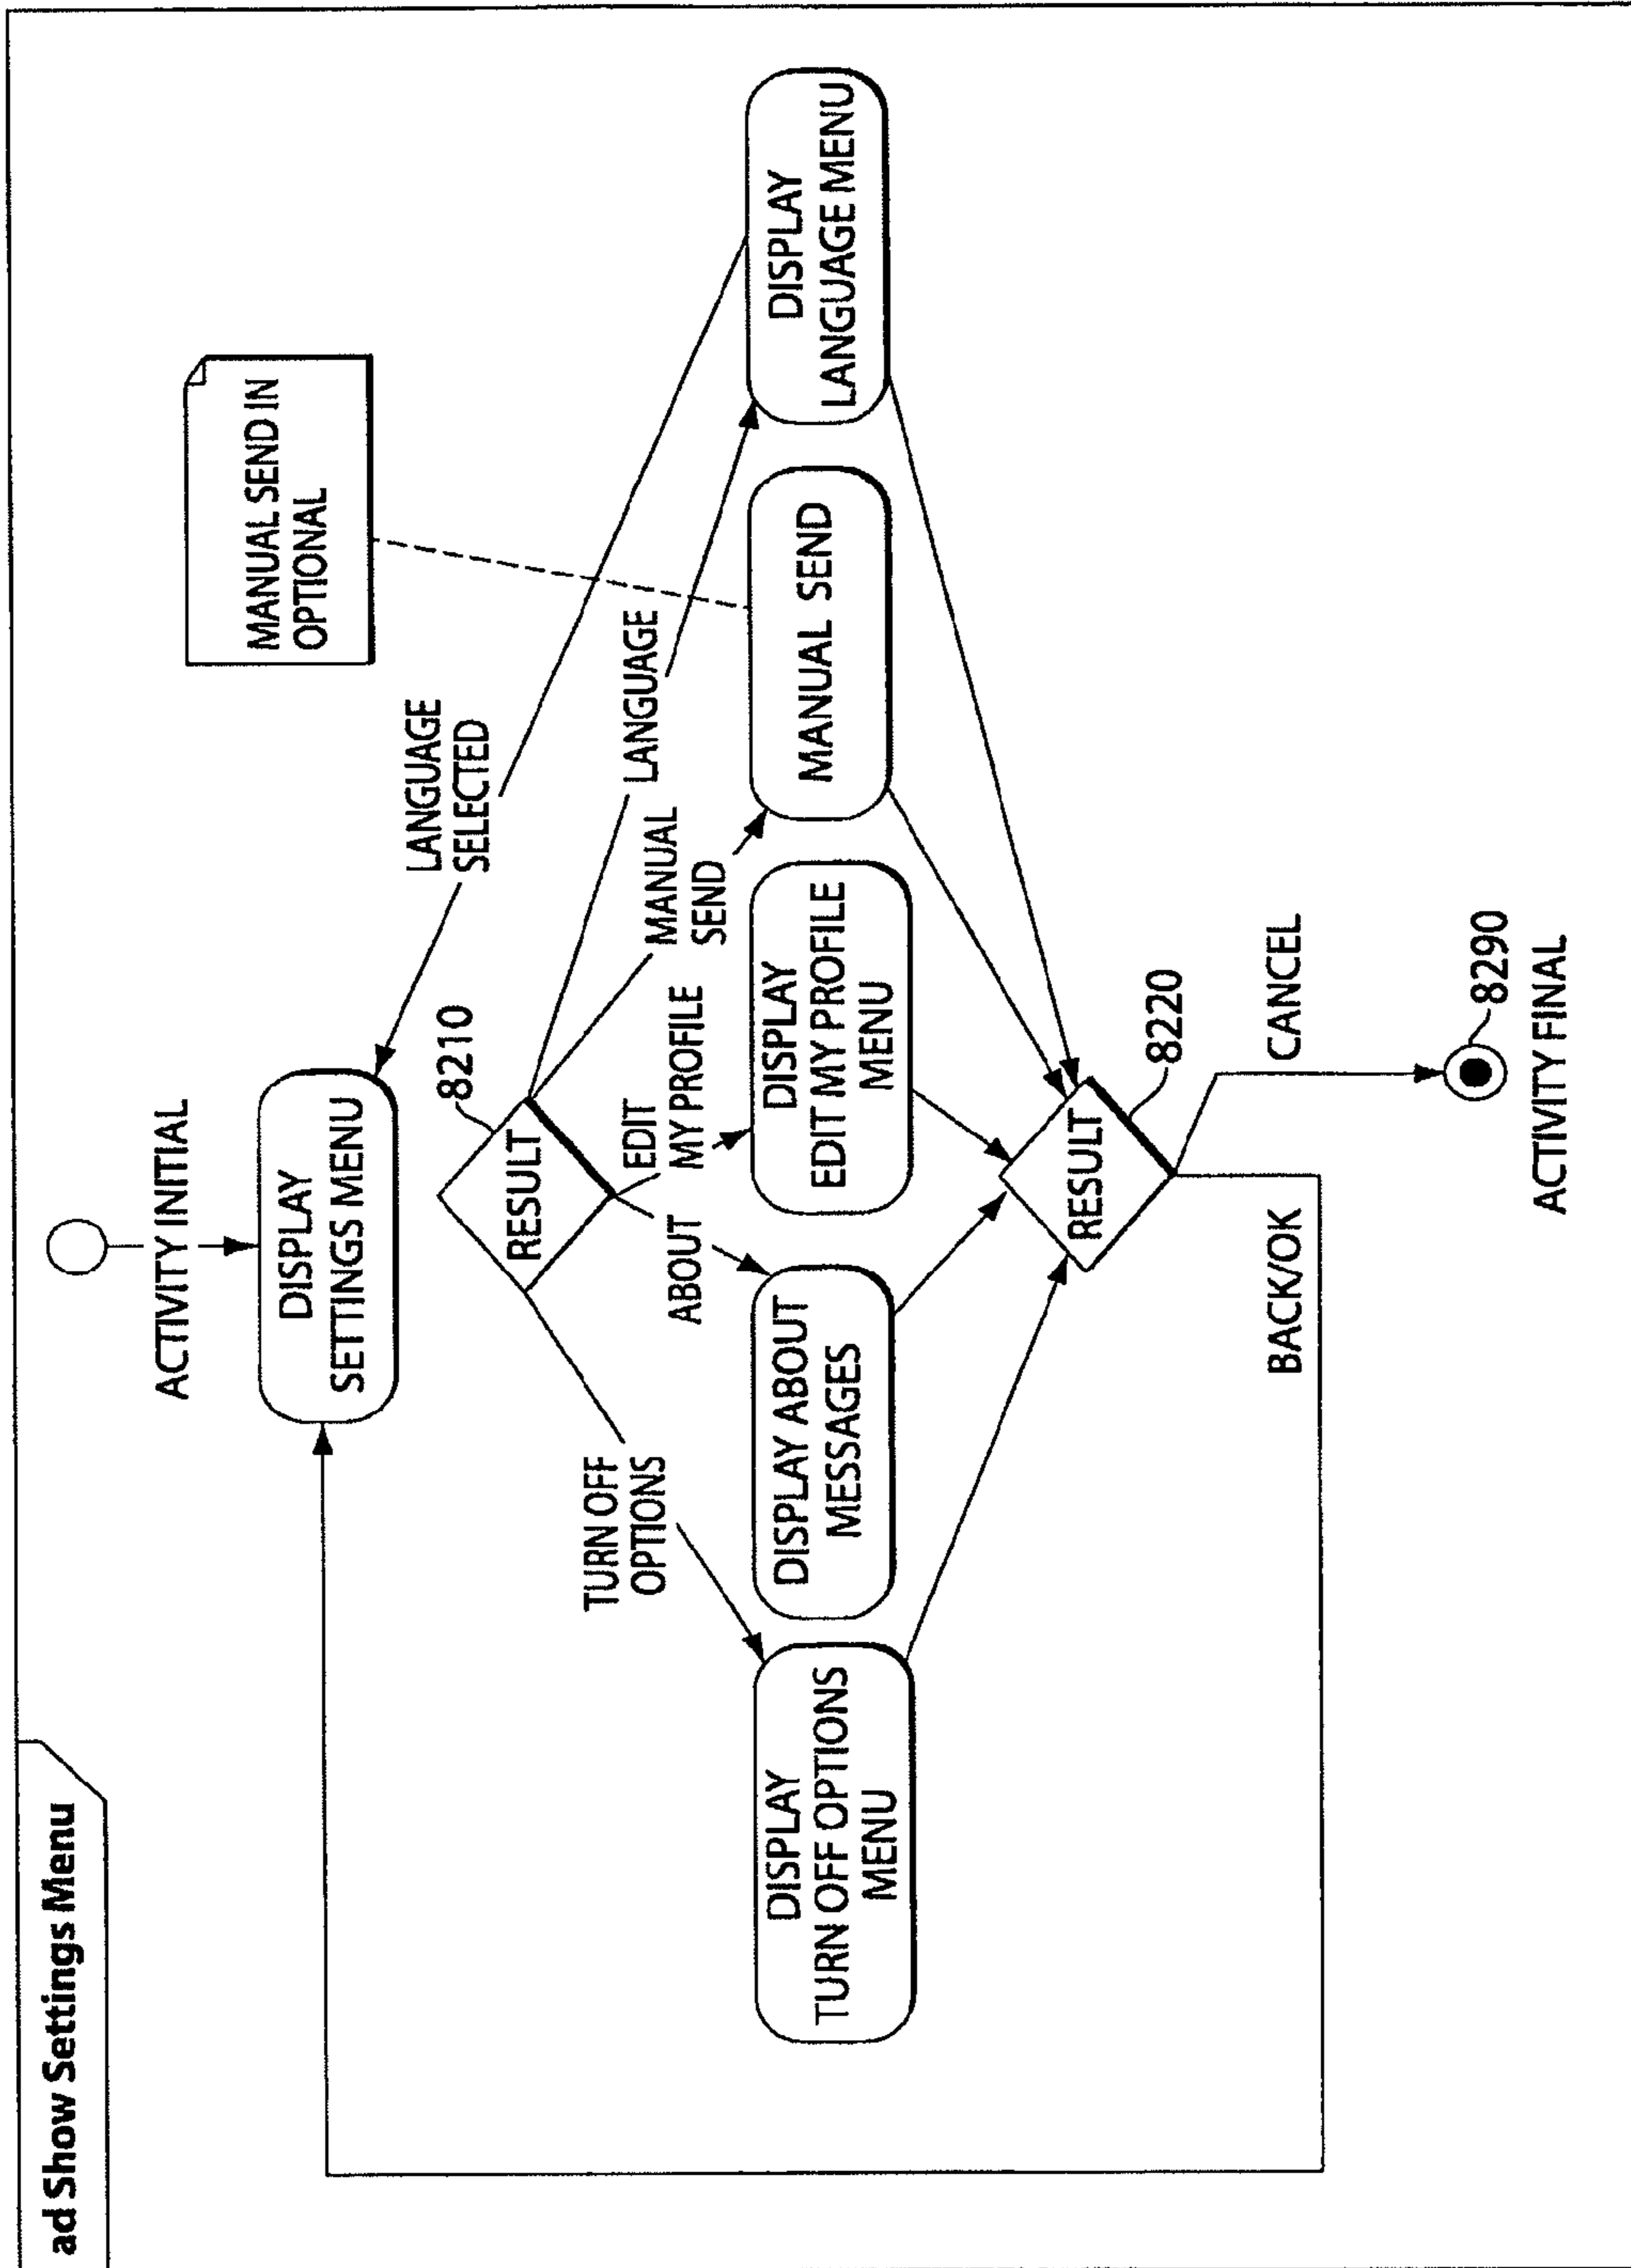 ad Show Settings Menu
ACTIVITY INITIAL
DISPLAY
SETTINGS MENU
LANGUAGE
SELECTED
MANUAL SEND IN
OPTIONAL
8210
RESULT
TURN OFF
OPTIONS
ABOUT
EDIT
MY PROFILE
MANUAL
SEND
LANGUAGE
DISPLAY
TURN OFF OPTIONS
MENU
DISPLAY ABOUT
MESSAGES
DISPLAY
EDIT MY PROFILE
MENU
MANUAL SEND
DISPLAY
LANGUAGE MENU
RESULT
8220
BACK/OK
CANCEL
8290
ACTIVITY FINAL